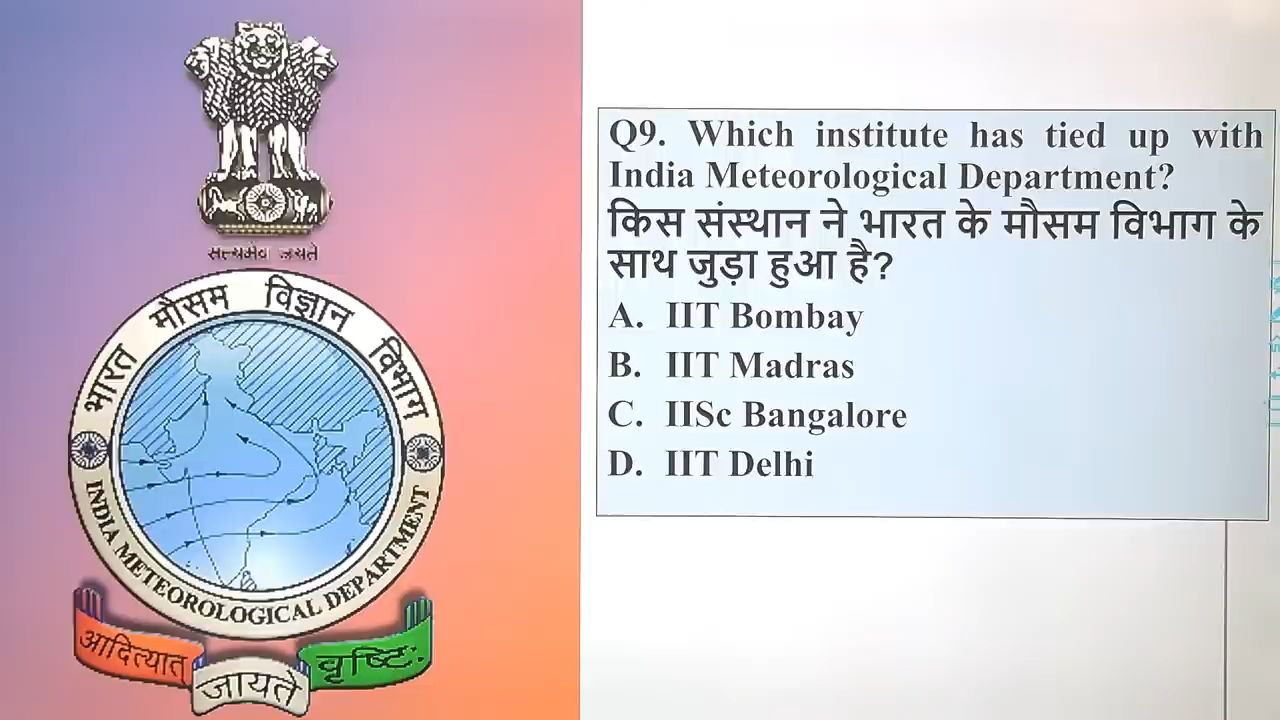 सत्यमेव जयते
भारत मौसम विज्ञान विभाग
INDIA METEOROLOGICAL DEPARTMENT
आदित्यात्
जायते
वृष्टि:
Q9. Which institute has tied up with
India Meteorological Department?
किस संस्थान ने भारत के मौसम विभाग के
साथ जुड़ा हुआ है?
A. IIT Bombay
B. IIT Madras
C. IISc Bangalore
D. IIT Delhi